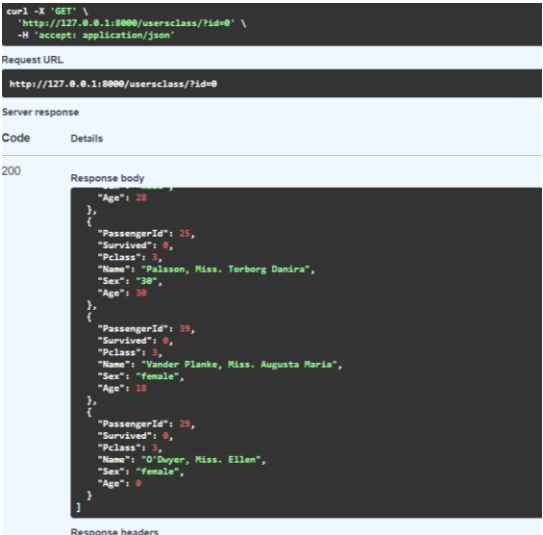 curl -X 'GET' \
'http://127.0.0.1:8000/usersclass/?id=0' \
-H 'accept: application/json'
Request URL
http://127.0.0.1:8000/usersclass/?id=0
Server response
Code Details
200
Response body
"Age": 28
},
{
"PassengerId": 25,
"Survived": 0,
"Pclass": 3,
"Name": "Palsson, Miss. Torborg Danira",
"Sex": "30",
"Age": 30
},
{
"PassengerId": 39,
"Survived": 0,
"Pclass": 3,
"Name": "Vander Planke, Miss. Augusta Maria",
"Sex": "female",
"Age": 18
},
{
"PassengerId": 29,
"Survived": 0,
"Pclass": 3,
"Name": "O'Dwyer, Miss. Ellen",
"Sex": "female",
"Age": 0
}
]
Response headers